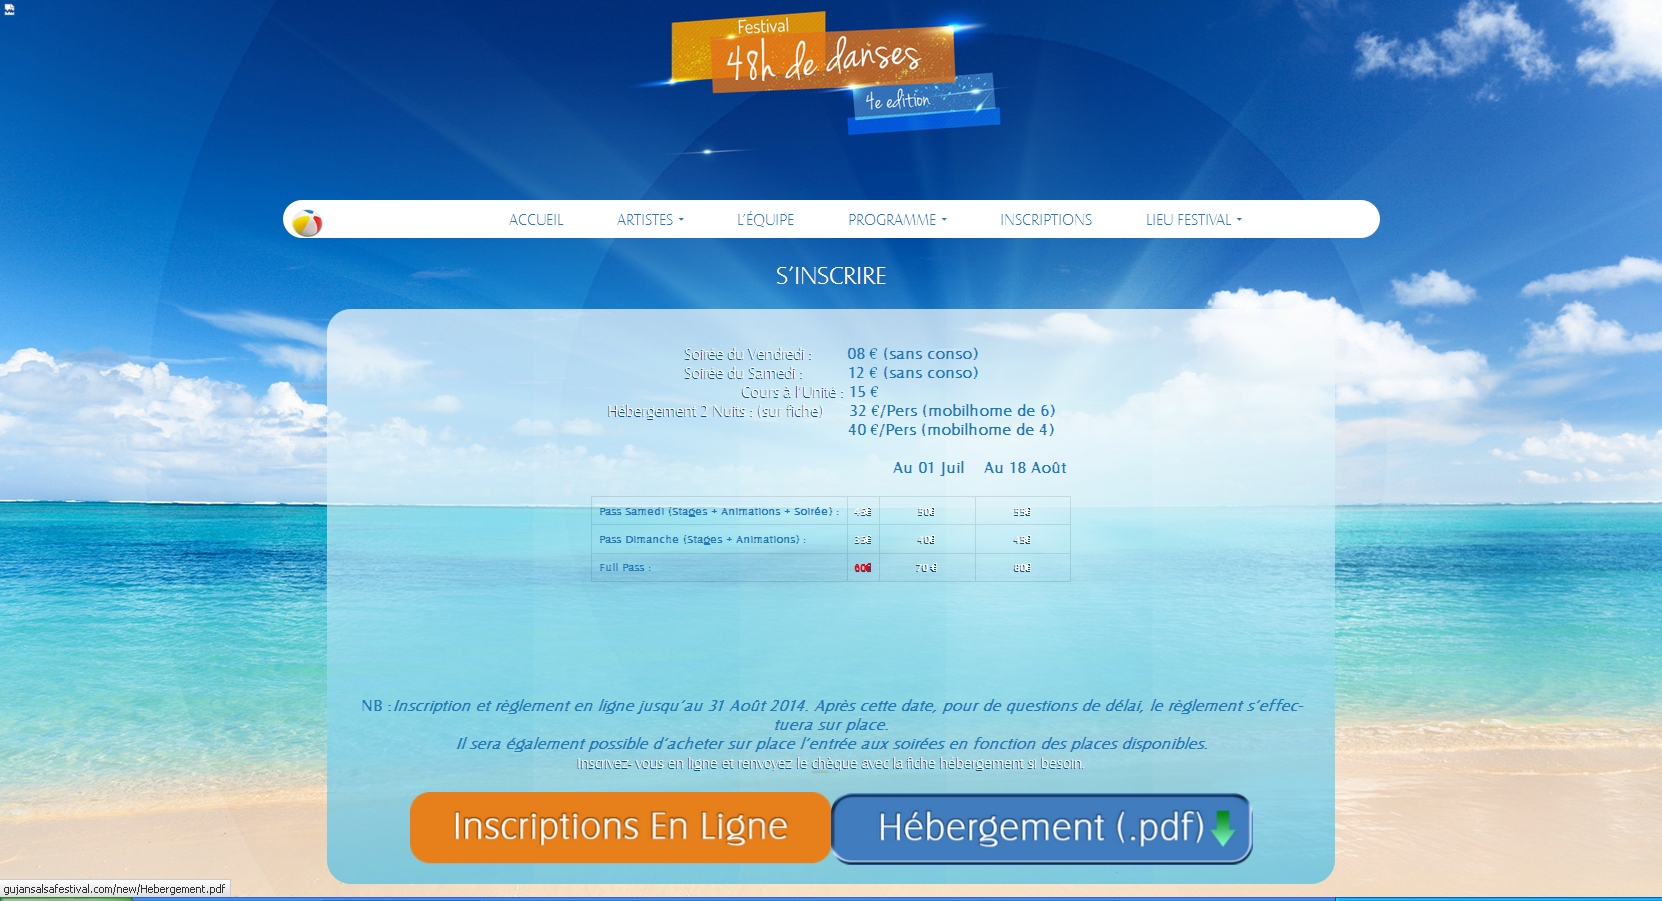 Festival
48h de danses
4e edition
ACCUEIL ARTISTES L'ÉQUIPE PROGRAMME INSCRIPTIONS LIEU FESTIVAL
S'INSCRIRE
Soirée du Vendredi : 08 € (sans conso)
Soirée du Samedi : 12 € (sans conso)
Cours à l'Unité : 15 €
Hébergement 2 Nuits : (sur fiche) 32 €/Pers (mobilhome de 6)
40 €/Pers (mobilhome de 4)
Au 01 Juil Au 18 Août
Pass Samedi (Stages + Animations + Soirée) : 45€ 50€ 55€
Pass Dimanche (Stages + Animations) : 35€ 40€ 45€
Full Pass : 60€ 70 € 80€
NB : Inscription et règlement en ligne jusqu'au 31 Août 2014. Après cette date, pour de questions de délai, le règlement s'effec-
tuera sur place.
Il sera également possible d'acheter sur place l'entrée aux soirées en fonction des places disponibles.
Inscrivez- vous en ligne et renvoyez le chèque avec la fiche hébergement si besoin.
Inscriptions En Ligne Hébergement (.pdf)
gujansalsafestival.com/new/Hebergement.pdf